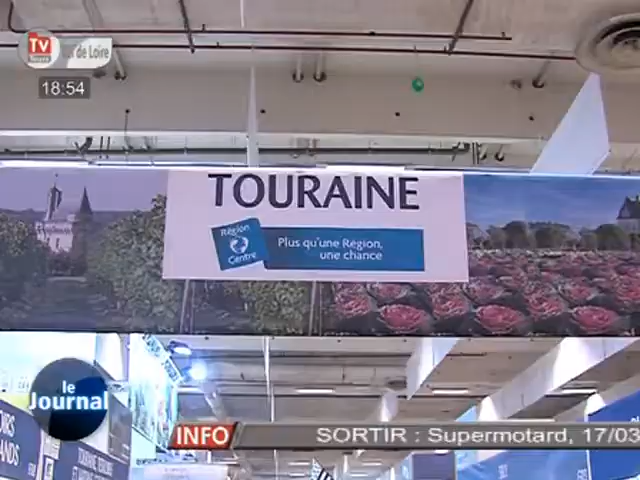 TV
Tours
de Loire
18:54
TOURAINE
Région
Centre
Plus qu'une Région,
une chance
le
Journal
INFO
SORTIR : Supermotard, 17/03